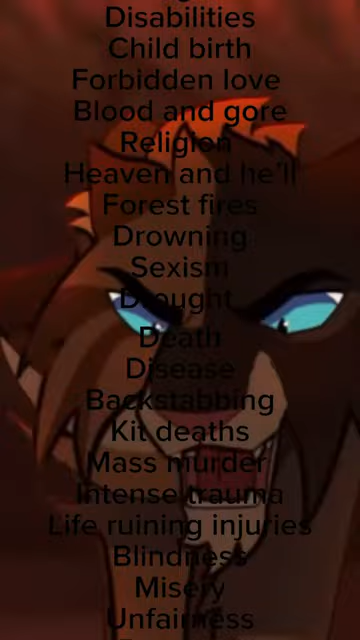 Disabilities
Child birth
Forbidden love
Blood and gore
Religion
Heaven and he'll
Forest fires
Drowning
Sexism
Drought
Death
Disease
Backstabbing
Kit deaths
Mass murder
Intense trauma
Life ruining injuries
Blindness
Misery
Unfairness